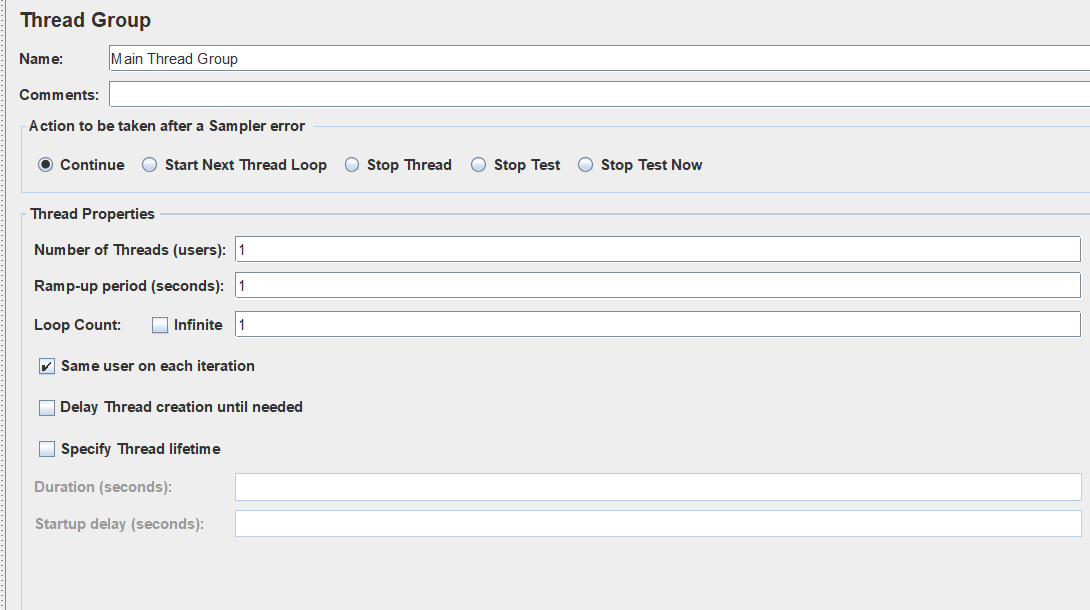 Thread Group
Name: Main Thread Group
Comments:
Action to be taken after a Sampler error
Continue Start Next Thread Loop Stop Thread Stop Test Stop Test Now
Thread Properties
Number of Threads (users): 1
Ramp-up period (seconds): 1
Loop Count: Infinite 1
Same user on each iteration
Delay Thread creation until needed
Specify Thread lifetime
Duration (seconds):
Startup delay (seconds):